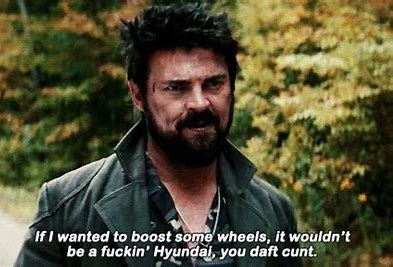 If I wanted to boost some wheels, it wouldn't
be a fuckin' Hyundai, you daft cunt.